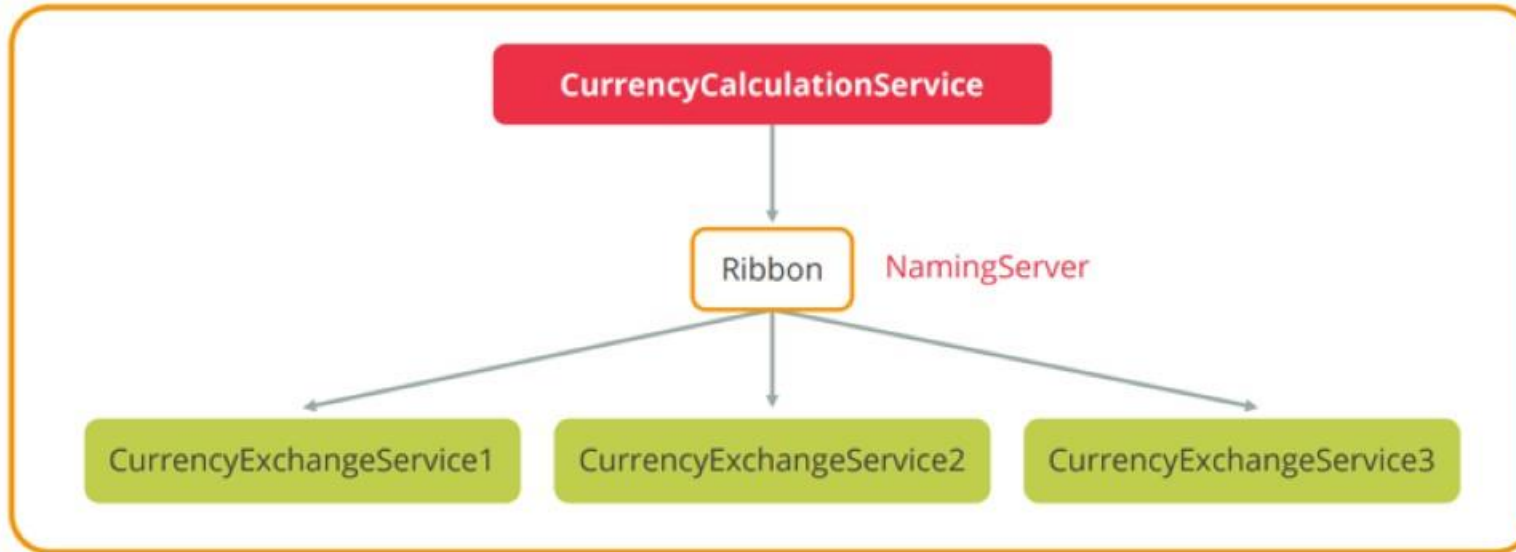 CurrencyCalculationService
Ribbon
NamingServer
CurrencyExchangeService1
CurrencyExchangeService2
CurrencyExchangeService3